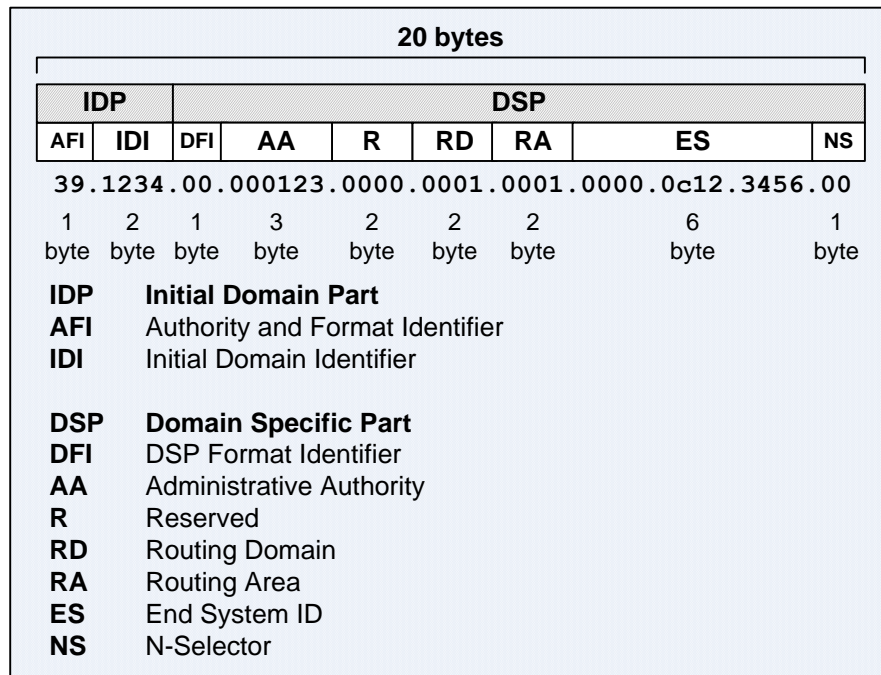 20 bytes
IDP DSP
AFI IDI DFI AA R RD RA ES NS
39.1234.00.000123.0000.0001.0001.0000.0c12.3456.00
1 2 1 3 2 2 2 6 1
byte byte byte byte byte byte byte byte byte
IDP Initial Domain Part
AFI Authority and Format Identifier
IDI Initial Domain Identifier
DSP Domain Specific Part
DFI DSP Format Identifier
AA Administrative Authority
R Reserved
RD Routing Domain
RA Routing Area
ES End System ID
NS N-Selector